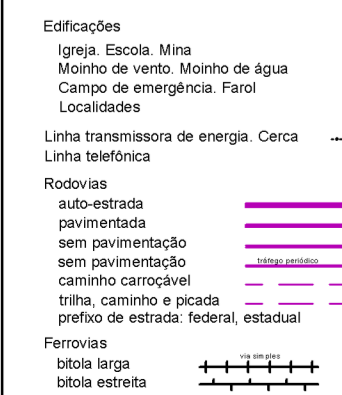 Edificações
Igreja. Escola. Mina
Moinho de vento. Moinho de água
Campo de emergência. Farol
Localidades
Linha transmissora de energia. Cerca
Linha telefônica
Rodovias
auto-estrada
pavimentada
sem pavimentação
sem pavimentação tráfego periódico
caminho carroçável
trilha, caminho e picada
prefixo de estrada: federal, estadual
Ferrovias
bitola larga via simples
bitola estreita